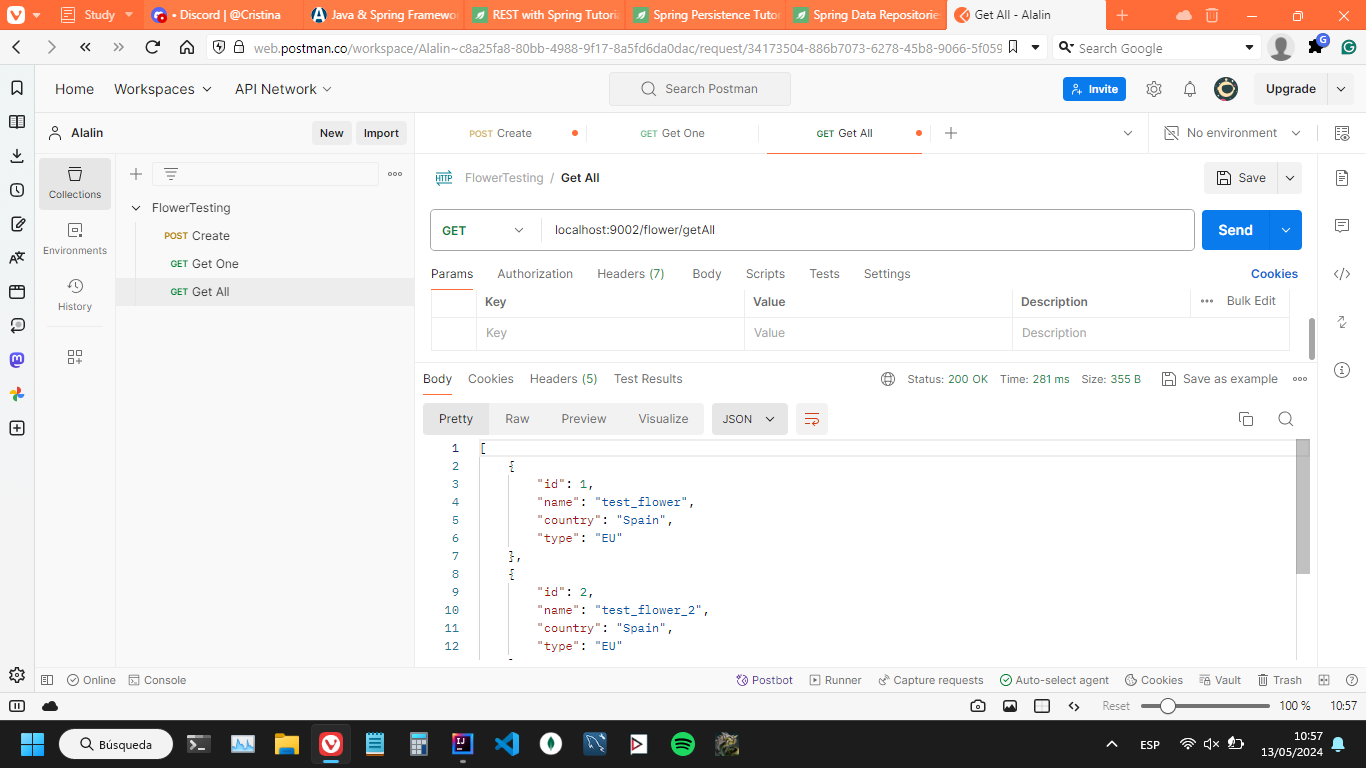 Study
• Discord | @Cristina
Java & Spring Framewo
REST with Spring Tutori
Spring Persistence Tuto
Spring Data Repositorie
Get All - Alalin
web.postman.co/workspace/Alalin~c8a25fa8-80bb-4988-9f17-8a5fd6da0dac/request/34173504-886b7073-6278-45b8-9066-5f059
Search Google
G
Home
Workspaces
API Network
Search Postman
Invite
Upgrade
Alalin
New
Import
POST Create
GET Get One
GET Get All
No environment
Collections
Environments
History
FlowerTesting
POST Create
GET Get One
GET Get All
HTTP
FlowerTesting / Get All
Save
GET
localhost:9002/flower/getAll
Send
Params
Authorization
Headers (7)
Body
Scripts
Tests
Settings
Cookies
Key
Value
Description
Bulk Edit
Key
Value
Description
Body
Cookies
Headers (5)
Test Results
Status: 200 OK
Time: 281 ms
Size: 355 B
Save as example
Pretty
Raw
Preview
Visualize
JSON
1 [
2 {
3 "id": 1,
4 "name": "test_flower",
5 "country": "Spain",
6 "type": "EU"
7 },
8 {
9 "id": 2,
10 "name": "test_flower_2",
11 "country": "Spain",
12 "type": "EU"
Online
Console
Postbot
Runner
Capture requests
Auto-select agent
Cookies
Vault
Trash
Reset
100 %
10:57
Búsqueda
ESP
10:57
13/05/2024